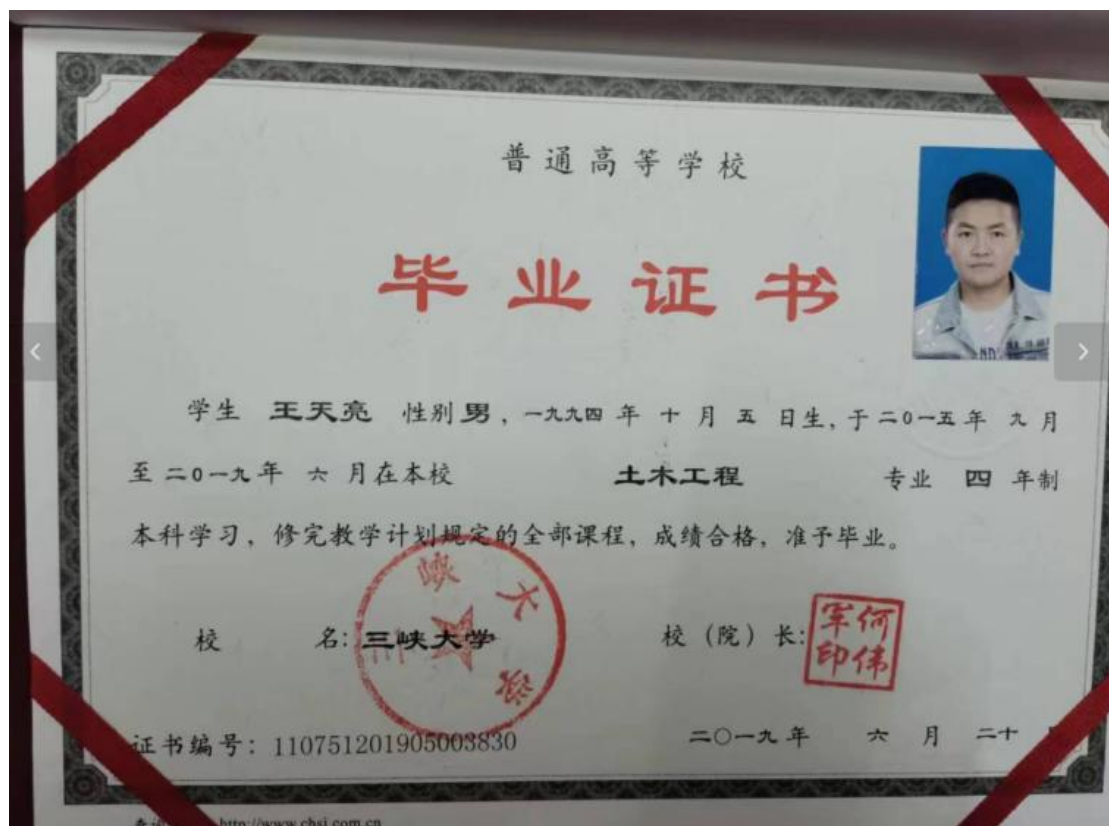 普通高等学校
毕业证书
学生 王天亮 性别 男，一九九四 年 十 月 五 日生，于二0一五年 九 月
至 二0一九年 六 月在本校 土木工程 专业 四 年制
本科学习，修完教学计划规定的全部课程，成绩合格，准予毕业。
校 名：三峡大学 校（院）长：
三峡大学
何伟军印
证书编号：110751201905003830 二〇一九年 六 月 二十
http://www.chsi.com.cn